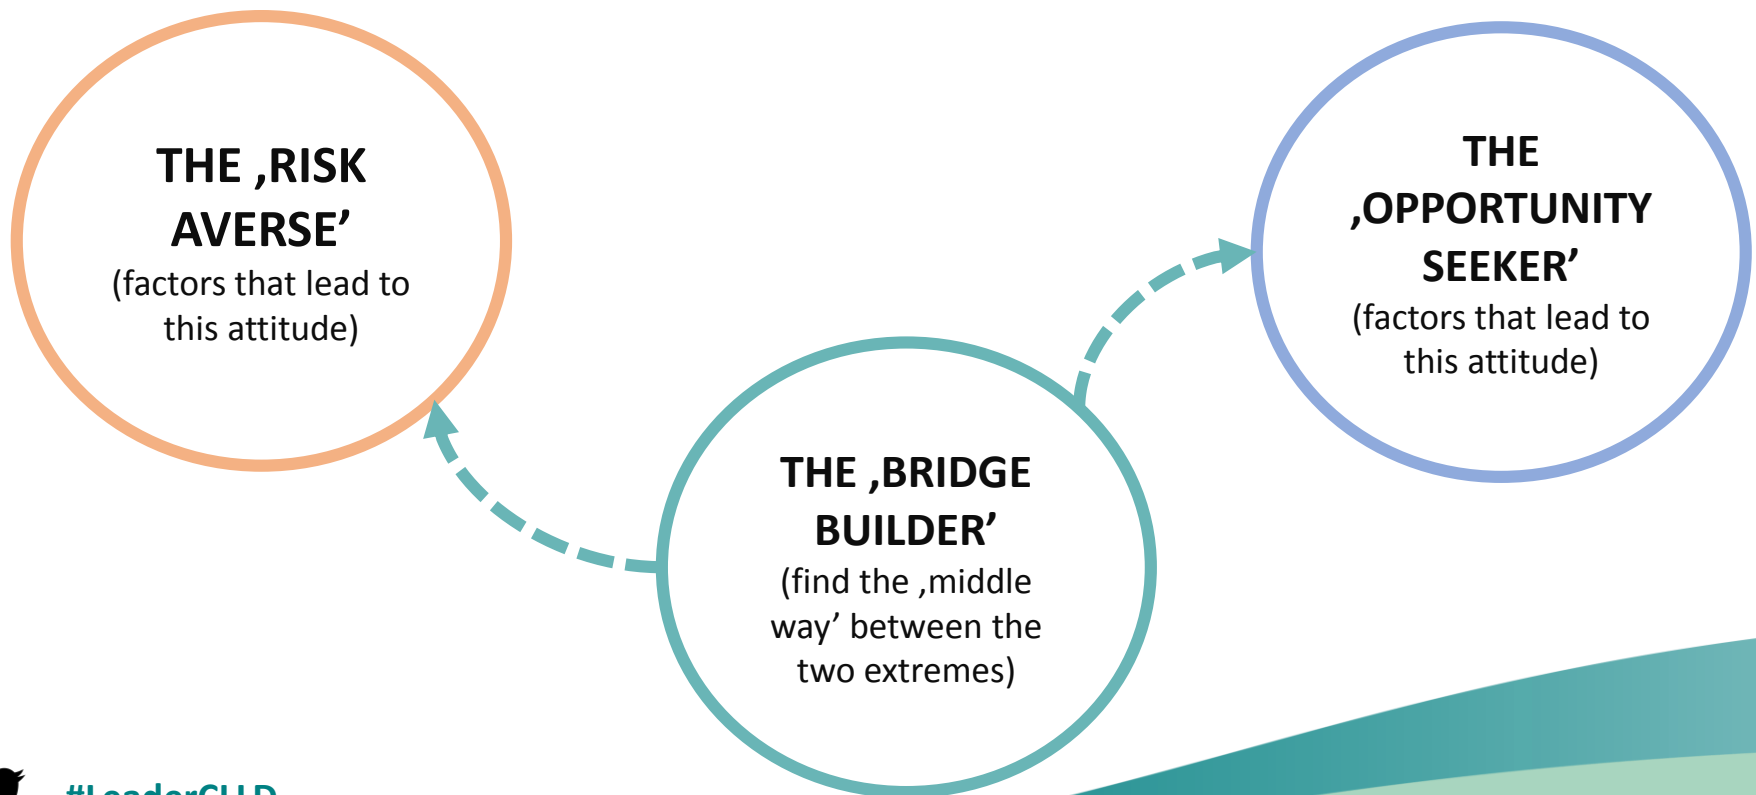 THE ‚RISK
AVERSE’
(factors that lead to
this attitude)
THE
‚OPPORTUNITY
SEEKER’
(factors that lead to
this attitude)
THE ‚BRIDGE
BUILDER’
(find the ‚middle
way’ between the
two extremes)
#LeaderCLLD